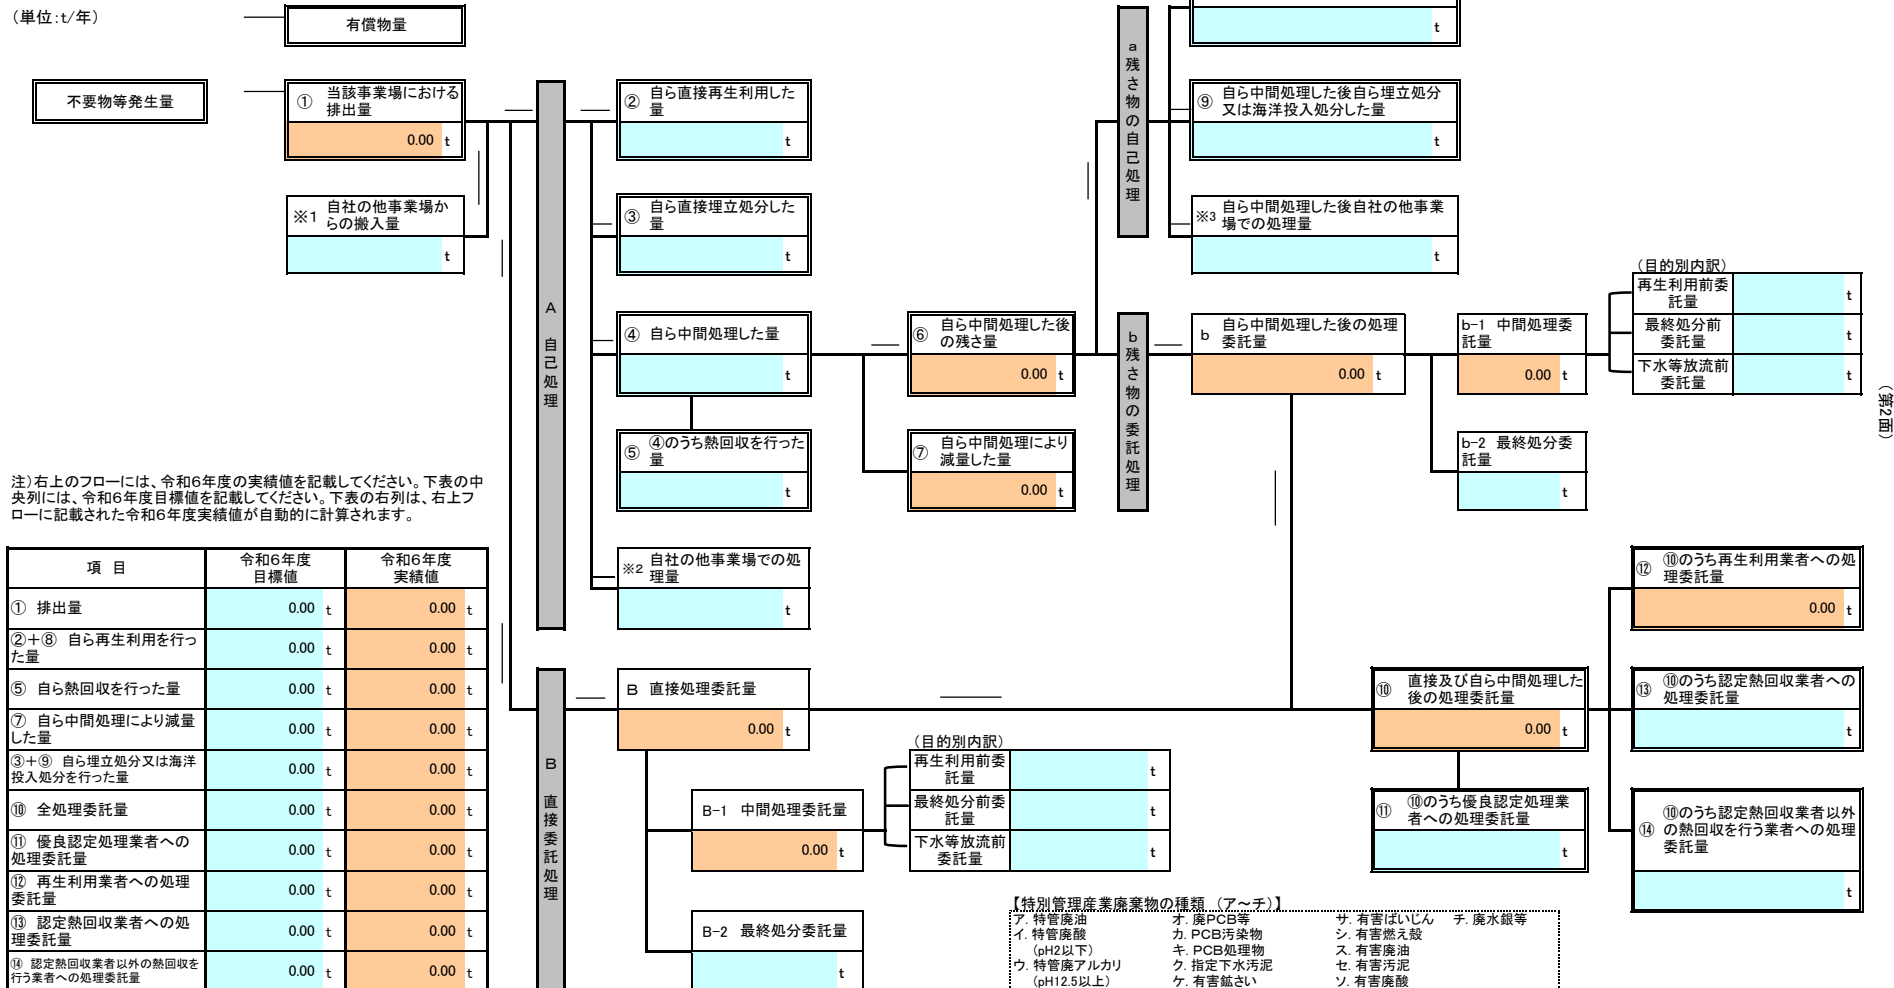 (単位:t/年)
有償物量
不要物等発生量
① 当該事業場における
排出量
0.00 t
※1 自社の他事業場か
らの搬入量
t
A 自己処理
② 自ら直接再生利用した
量
t
③ 自ら直接埋立処分した
量
t
④ 自ら中間処理した量
t
⑤ ④のうち熱回収を行った
量
t
※2 自社の他事業場での処
理量
t
⑥ 自ら中間処理した後
の残さ量
0.00 t
⑦ 自ら中間処理により
減量した量
0.00 t
a 残さ物の自己処理
t
⑨ 自ら中間処理した後自ら埋立処分
又は海洋投入処分した量
t
※3 自ら中間処理した後自社の他事業
場での処理量
t
b 残さ物の委託処理
b 自ら中間処理した後の処理
委託量
0.00 t
b-1 中間処理委
託量
0.00 t
b-2 最終処分委
託量
t
(目的別内訳)
再生利用前委
託量
t
最終処分前
委託量
t
下水等放流前
委託量
t
(第2面)
注)右上のフローには、令和6年度の実績値を記載してください。下表の中
央列には、令和6年度目標値を記載してください。下表の右列は、右上フ
ローに記載された令和6年度実績値が自動的に計算されます。
項 目 令和6年度
目標値 令和6年度
実績値
① 排出量 0.00 t 0.00 t
②+⑧ 自ら再生利用を行っ
た量 0.00 t 0.00 t
⑤ 自ら熱回収を行った量 0.00 t 0.00 t
⑦ 自ら中間処理により減量
した量 0.00 t 0.00 t
③+⑨ 自ら埋立処分又は海洋
投入処分を行った量 0.00 t 0.00 t
⑩ 全処理委託量 0.00 t 0.00 t
⑪ 優良認定処理業者への
処理委託量 0.00 t 0.00 t
⑫ 再生利用業者への処理
委託量 0.00 t 0.00 t
⑬ 認定熱回収業者への処
理委託量 0.00 t 0.00 t
⑭ 認定熱回収業者以外の熱回収を
行う業者への処理委託量 0.00 t 0.00 t
B 直接委託処理
B 直接処理委託量
0.00 t
B-1 中間処理委託量
0.00 t
B-2 最終処分委託量
t
(目的別内訳)
再生利用前委
託量
t
最終処分前委
託量
t
下水等放流前
委託量
t
⑩ 直接及び自ら中間処理した
後の処理委託量
0.00 t
⑪ ⑩のうち優良認定処理業
者への処理委託量
t
⑫ ⑩のうち再生利用業者への処
理委託量
0.00 t
⑬ ⑩のうち認定熱回収業者への
処理委託量
t
⑭ ⑩のうち認定熱回収業者以外
の熱回収を行う業者への処理
委託量
t
【特別管理産業廃棄物の種類 (ア~チ)】
ア. 特管廃油 オ. 廃PCB等 サ. 有害ばいじん チ. 廃水銀等
イ. 特管廃酸 カ. PCB汚染物 シ. 有害燃え殻
(pH2以下) キ. PCB処理物 ス. 有害廃油
ウ. 特管廃アルカリ ク. 指定下水汚泥 セ. 有害汚泥
(pH12.5以上) ケ. 有害鉱さい ソ. 有害廃酸